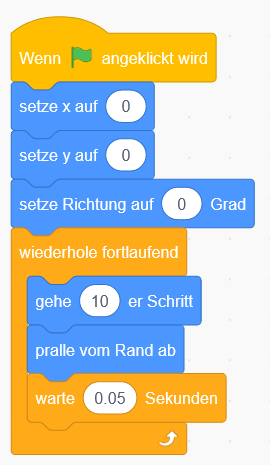 Wenn angeklickt wird
setze x auf 0
setze y auf 0
setze Richtung auf 0 Grad
wiederhole fortlaufend
gehe 10 er Schritt
pralle vom Rand ab
warte 0.05 Sekunden